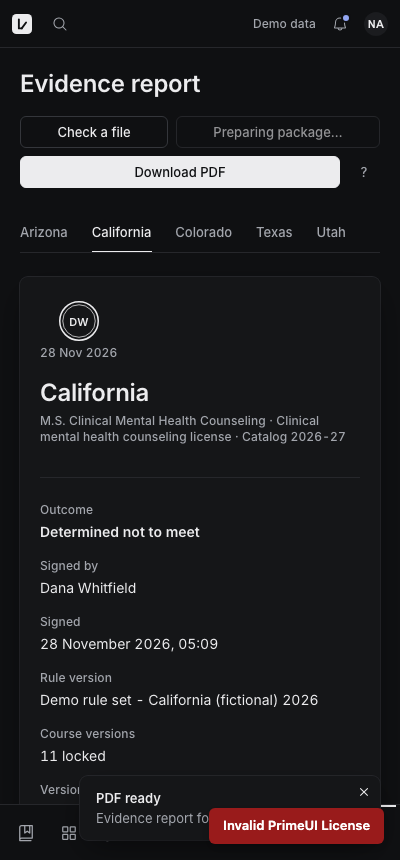 Demo data
NA
Evidence report
Check a file
Preparing package...
Download PDF
?
Arizona
California
Colorado
Texas
Utah
DW
28 Nov 2026
California
M.S. Clinical Mental Health Counseling · Clinical
mental health counseling license · Catalog 2026-27
Outcome
Determined not to meet
Signed by
Dana Whitfield
Signed
28 November 2026, 05:09
Rule version
Demo rule set - California (fictional) 2026
Course versions
11 locked
PDF ready
Evidence report
Invalid PrimeUI License